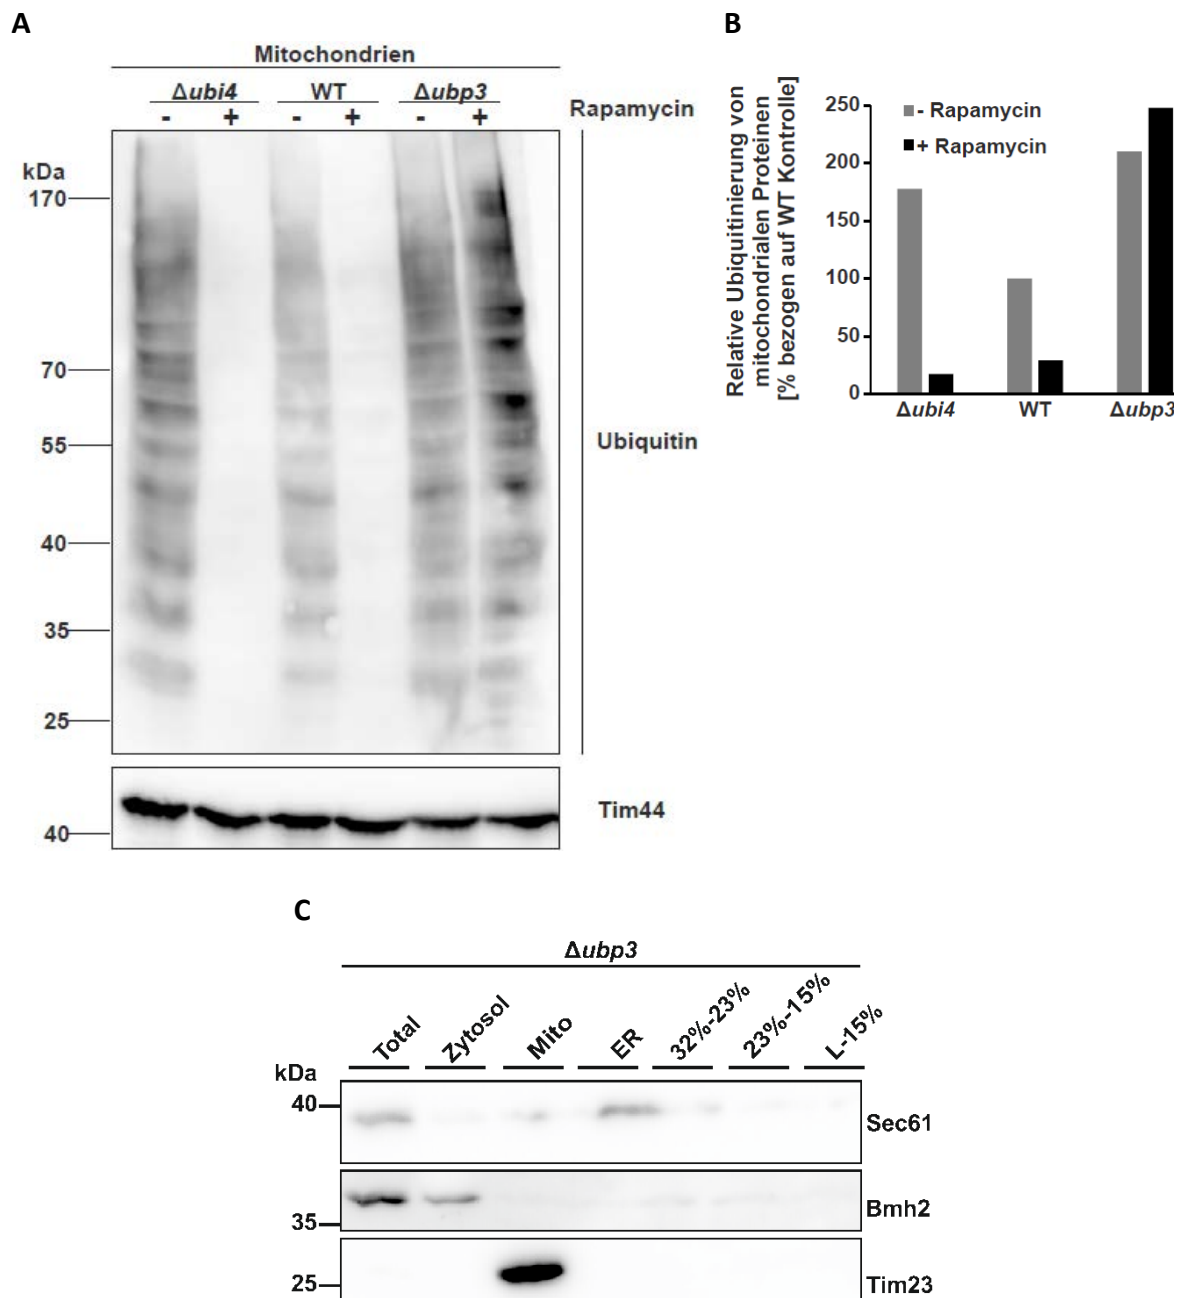 A
Mitochondrien
Δubi4 WT Δubp3
- + - + - + Rapamycin
kDa
170
70
55
40
35
25
Ubiquitin
40
Tim44
B
Relative Ubiquitinierung von
mitochondrialen Proteinen
[% bezogen auf WT Kontrolle]
250
200
150
100
50
0
- Rapamycin
+ Rapamycin
Δubi4 WT Δubp3
C
Δubp3
Total Zytosol Mito ER 32%-23% 23%-15% L-15%
kDa
40 Sec61
35 Bmh2
25 Tim23